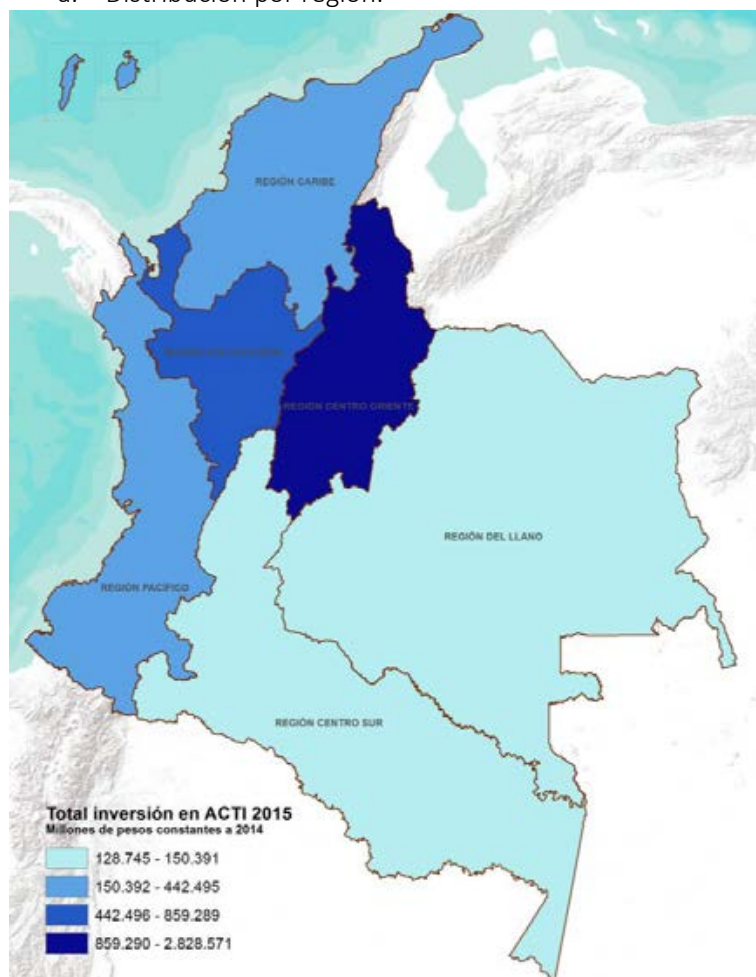 a. Distribución por región.
REGIÓN CARIBE
REGIÓN CENTRO ORIENTE
REGIÓN DEL LLANO
REGIÓN PACÍFICO
REGIÓN CENTRO SUR
Total inversión en ACTI 2015
Millones de pesos constantes a 2014
128.745 - 150.391
150.392 - 442.495
442.496 - 859.289
859.290 - 2.828.571